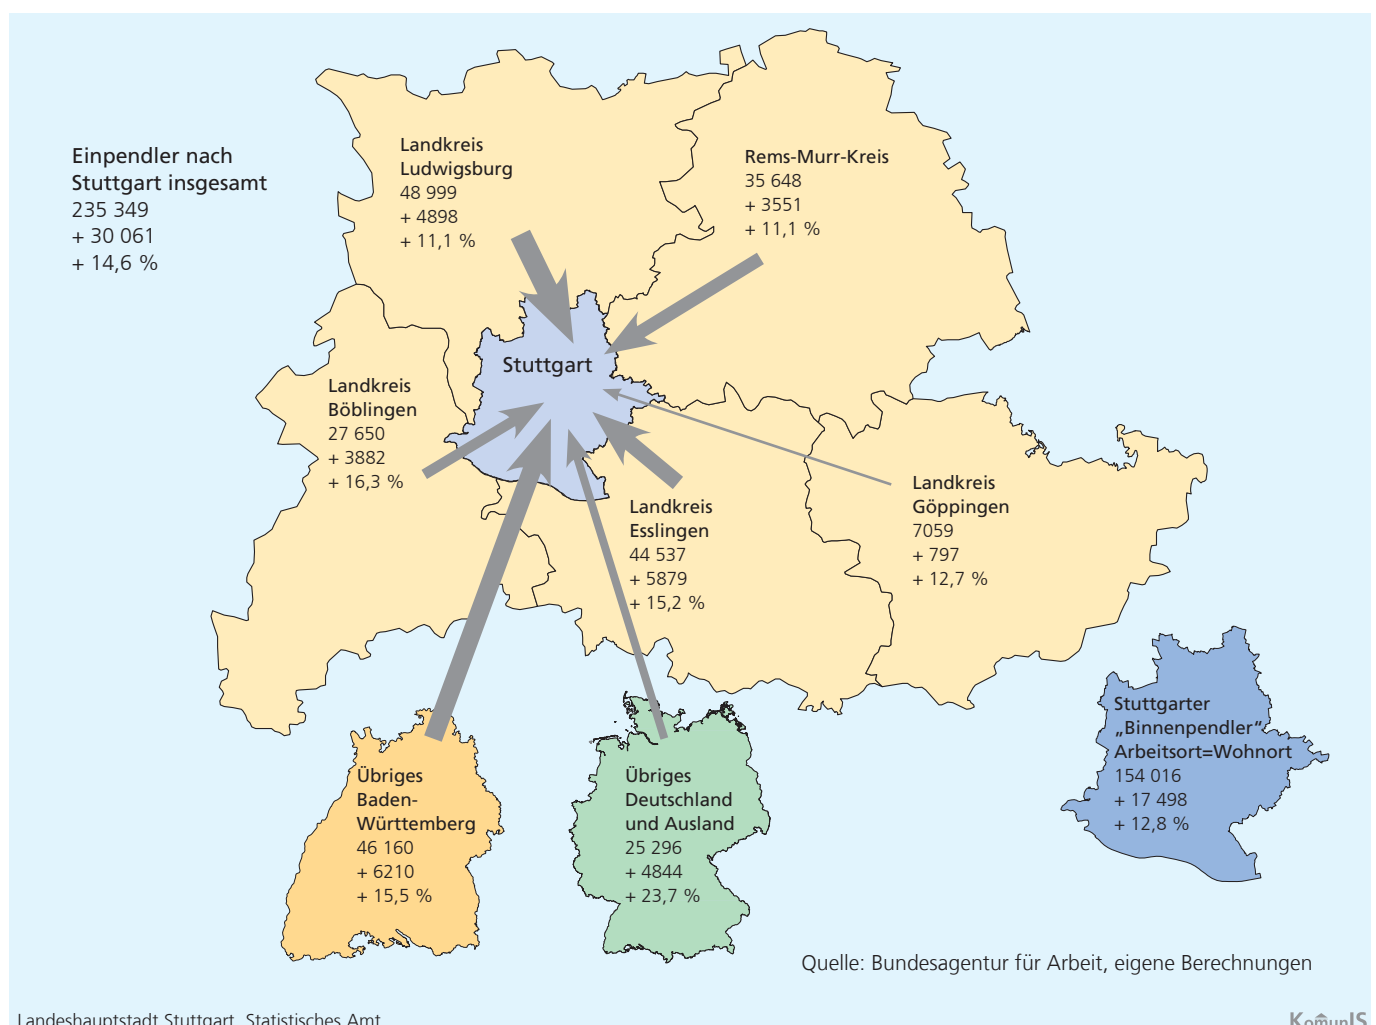 Einpendler nach
Stuttgart insgesamt
235 349
+ 30 061
+ 14,6 %
Landkreis
Ludwigsburg
48 999
+ 4898
+ 11,1 %
Rems-Murr-Kreis
35 648
+ 3551
+ 11,1 %
Stuttgart
Landkreis
Böblingen
27 650
+ 3882
+ 16,3 %
Landkreis
Esslingen
44 537
+ 5879
+ 15,2 %
Landkreis
Göppingen
7059
+ 797
+ 12,7 %
Übriges
Baden-
Württemberg
46 160
+ 6210
+ 15,5 %
Übriges
Deutschland
und Ausland
25 296
+ 4844
+ 23,7 %
Stuttgarter
„Binnenpendler“
Arbeitsort=Wohnort
154 016
+ 17 498
+ 12,8 %
Quelle: Bundesagentur für Arbeit, eigene Berechnungen
Landeshauptstadt Stuttgart, Statistisches Amt
KomunIS